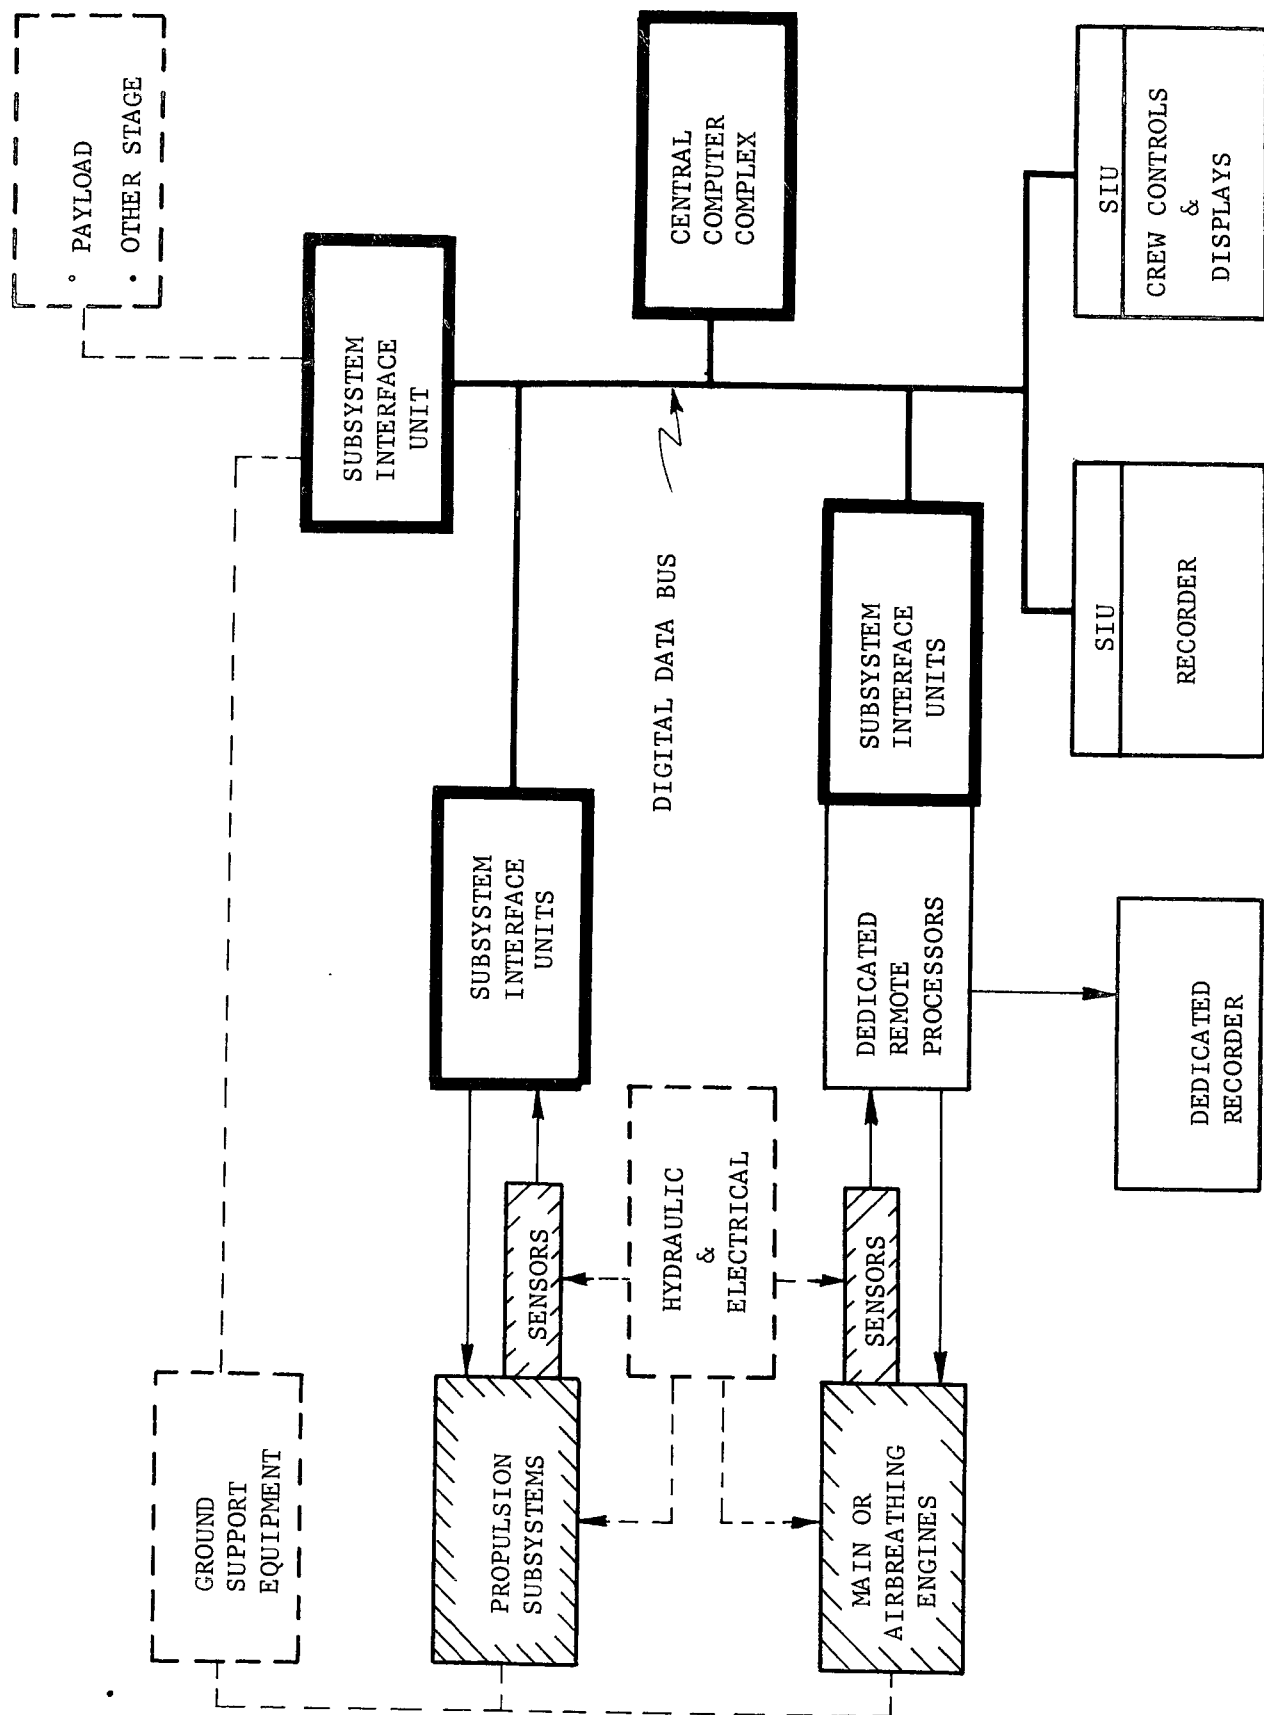 GROUND
SUPPORT
EQUIPMENT
° PAYLOAD
• OTHER STAGE
SUBSYSTEM
INTERFACE
UNIT
PROPULSION
SUBSYSTEMS
SENSORS
SUBSYSTEM
INTERFACE
UNITS
HYDRAULIC
&
ELECTRICAL
DIGITAL DATA BUS
CENTRAL
COMPUTER
COMPLEX
MAIN OR
AIRBREATHING
ENGINES
SENSORS
DEDICATED
REMOTE
PROCESSORS
SUBSYSTEM
INTERFACE
UNITS
DEDICATED
RECORDER
SIU
RECORDER
SIU
CREW CONTROLS
&
DISPLAYS